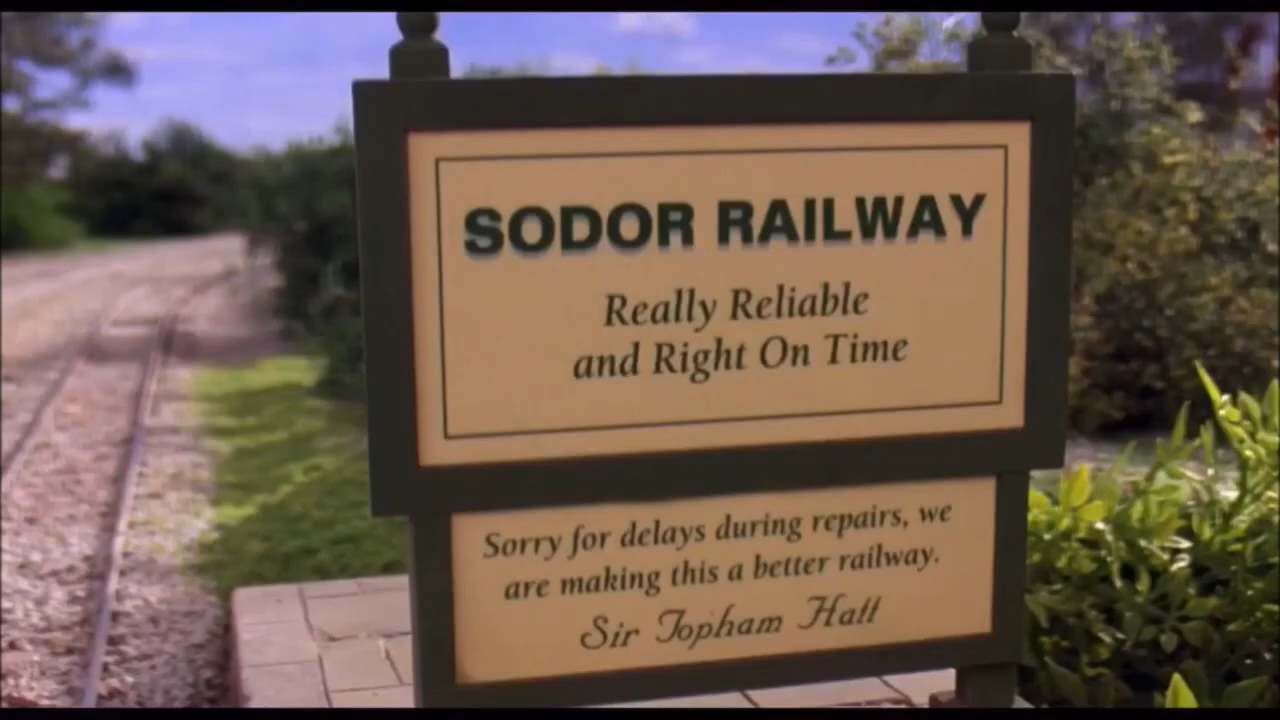 SODOR RAILWAY
Really Reliable
and Right On Time
Sorry for delays during repairs, we
are making this a better railway.
Sir Topham Hatt